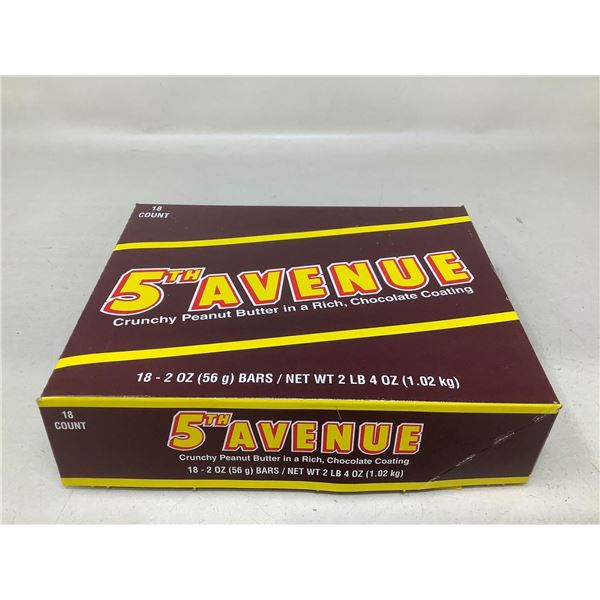 18
COUNT
5TH AVENUE
Crunchy Peanut Butter in a Rich, Chocolate Coating
18 - 2 OZ (56 g) BARS / NET WT 2 LB 4 OZ (1.02 kg)
18
COUNT
5TH AVENUE
Crunchy Peanut Butter in a Rich, Chocolate Coating
18 - 2 OZ (56 g) BARS / NET WT 2 LB 4 OZ (1.02 kg)